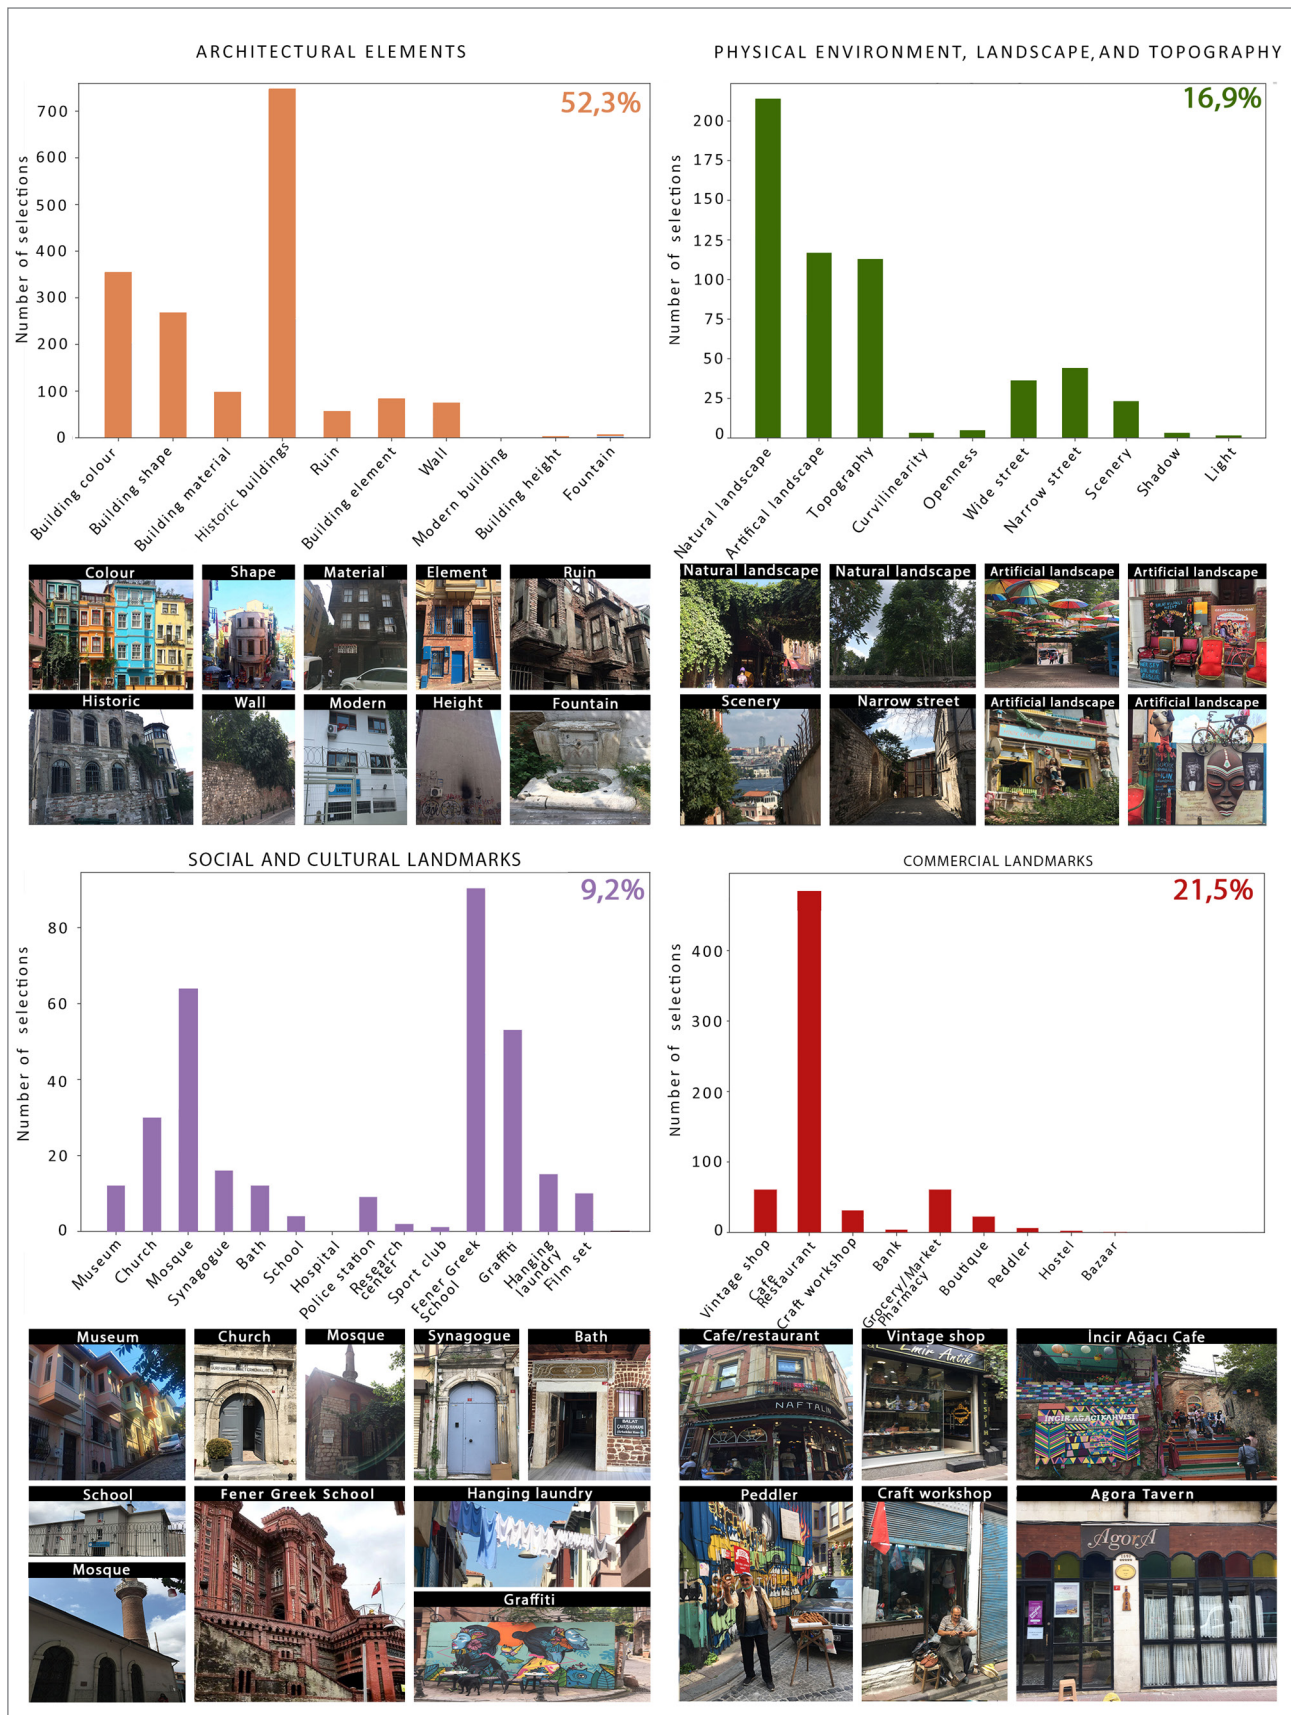 ARCHITECTURAL ELEMENTS
52,3%
Number of selections
700
600
500
400
300
200
100
0
Building colour
Building shape
Building material
Historic buildings
Ruin
Building element
Wall
Modern building
Building height
Fountain
PHYSICAL ENVIRONMENT, LANDSCAPE, AND TOPOGRAPHY
16,9%
Number of selections
200
175
150
125
100
75
50
25
0
Natural landscape
Artifical landscape
Topography
Curvilinearity
Openness
Wide street
Narrow street
Scenery
Shadow
Light
Colour
Shape
Material
Element
Ruin
Historic
Wall
Modern
Height
Fountain
Natural landscape
Natural landscape
Artificial landscape
Artificial landscape
Scenery
Narrow street
Artificial landscape
Artificial landscape
SOCIAL AND CULTURAL LANDMARKS
9,2%
Number of selections
80
60
40
20
0
Museum
Church
Mosque
Synagogue
Bath
School
Hospital
Police station
Research
center
Sport club
Fener Greek
School
Graffiti
Hanging
laundry
Film set
COMMERCIAL LANDMARKS
21,5%
Number of selections
400
300
200
100
0
Vintage shop
Cafe
Restaurant
Craft workshop
Bank
Grocery/Market
Pharmacy
Boutique
Peddler
Hostel
Bazaar
Museum
Church
Mosque
Synagogue
Bath
BALAT
School
Fener Greek School
Hanging laundry
Mosque
Graffiti
Cafe/restaurant
NAFTALIN
Vintage shop
Emir Antik
İncir Ağacı Cafe
INCIR AGACI KAHVESI
Peddler
Craft workshop
Agora Tavern
AgorA